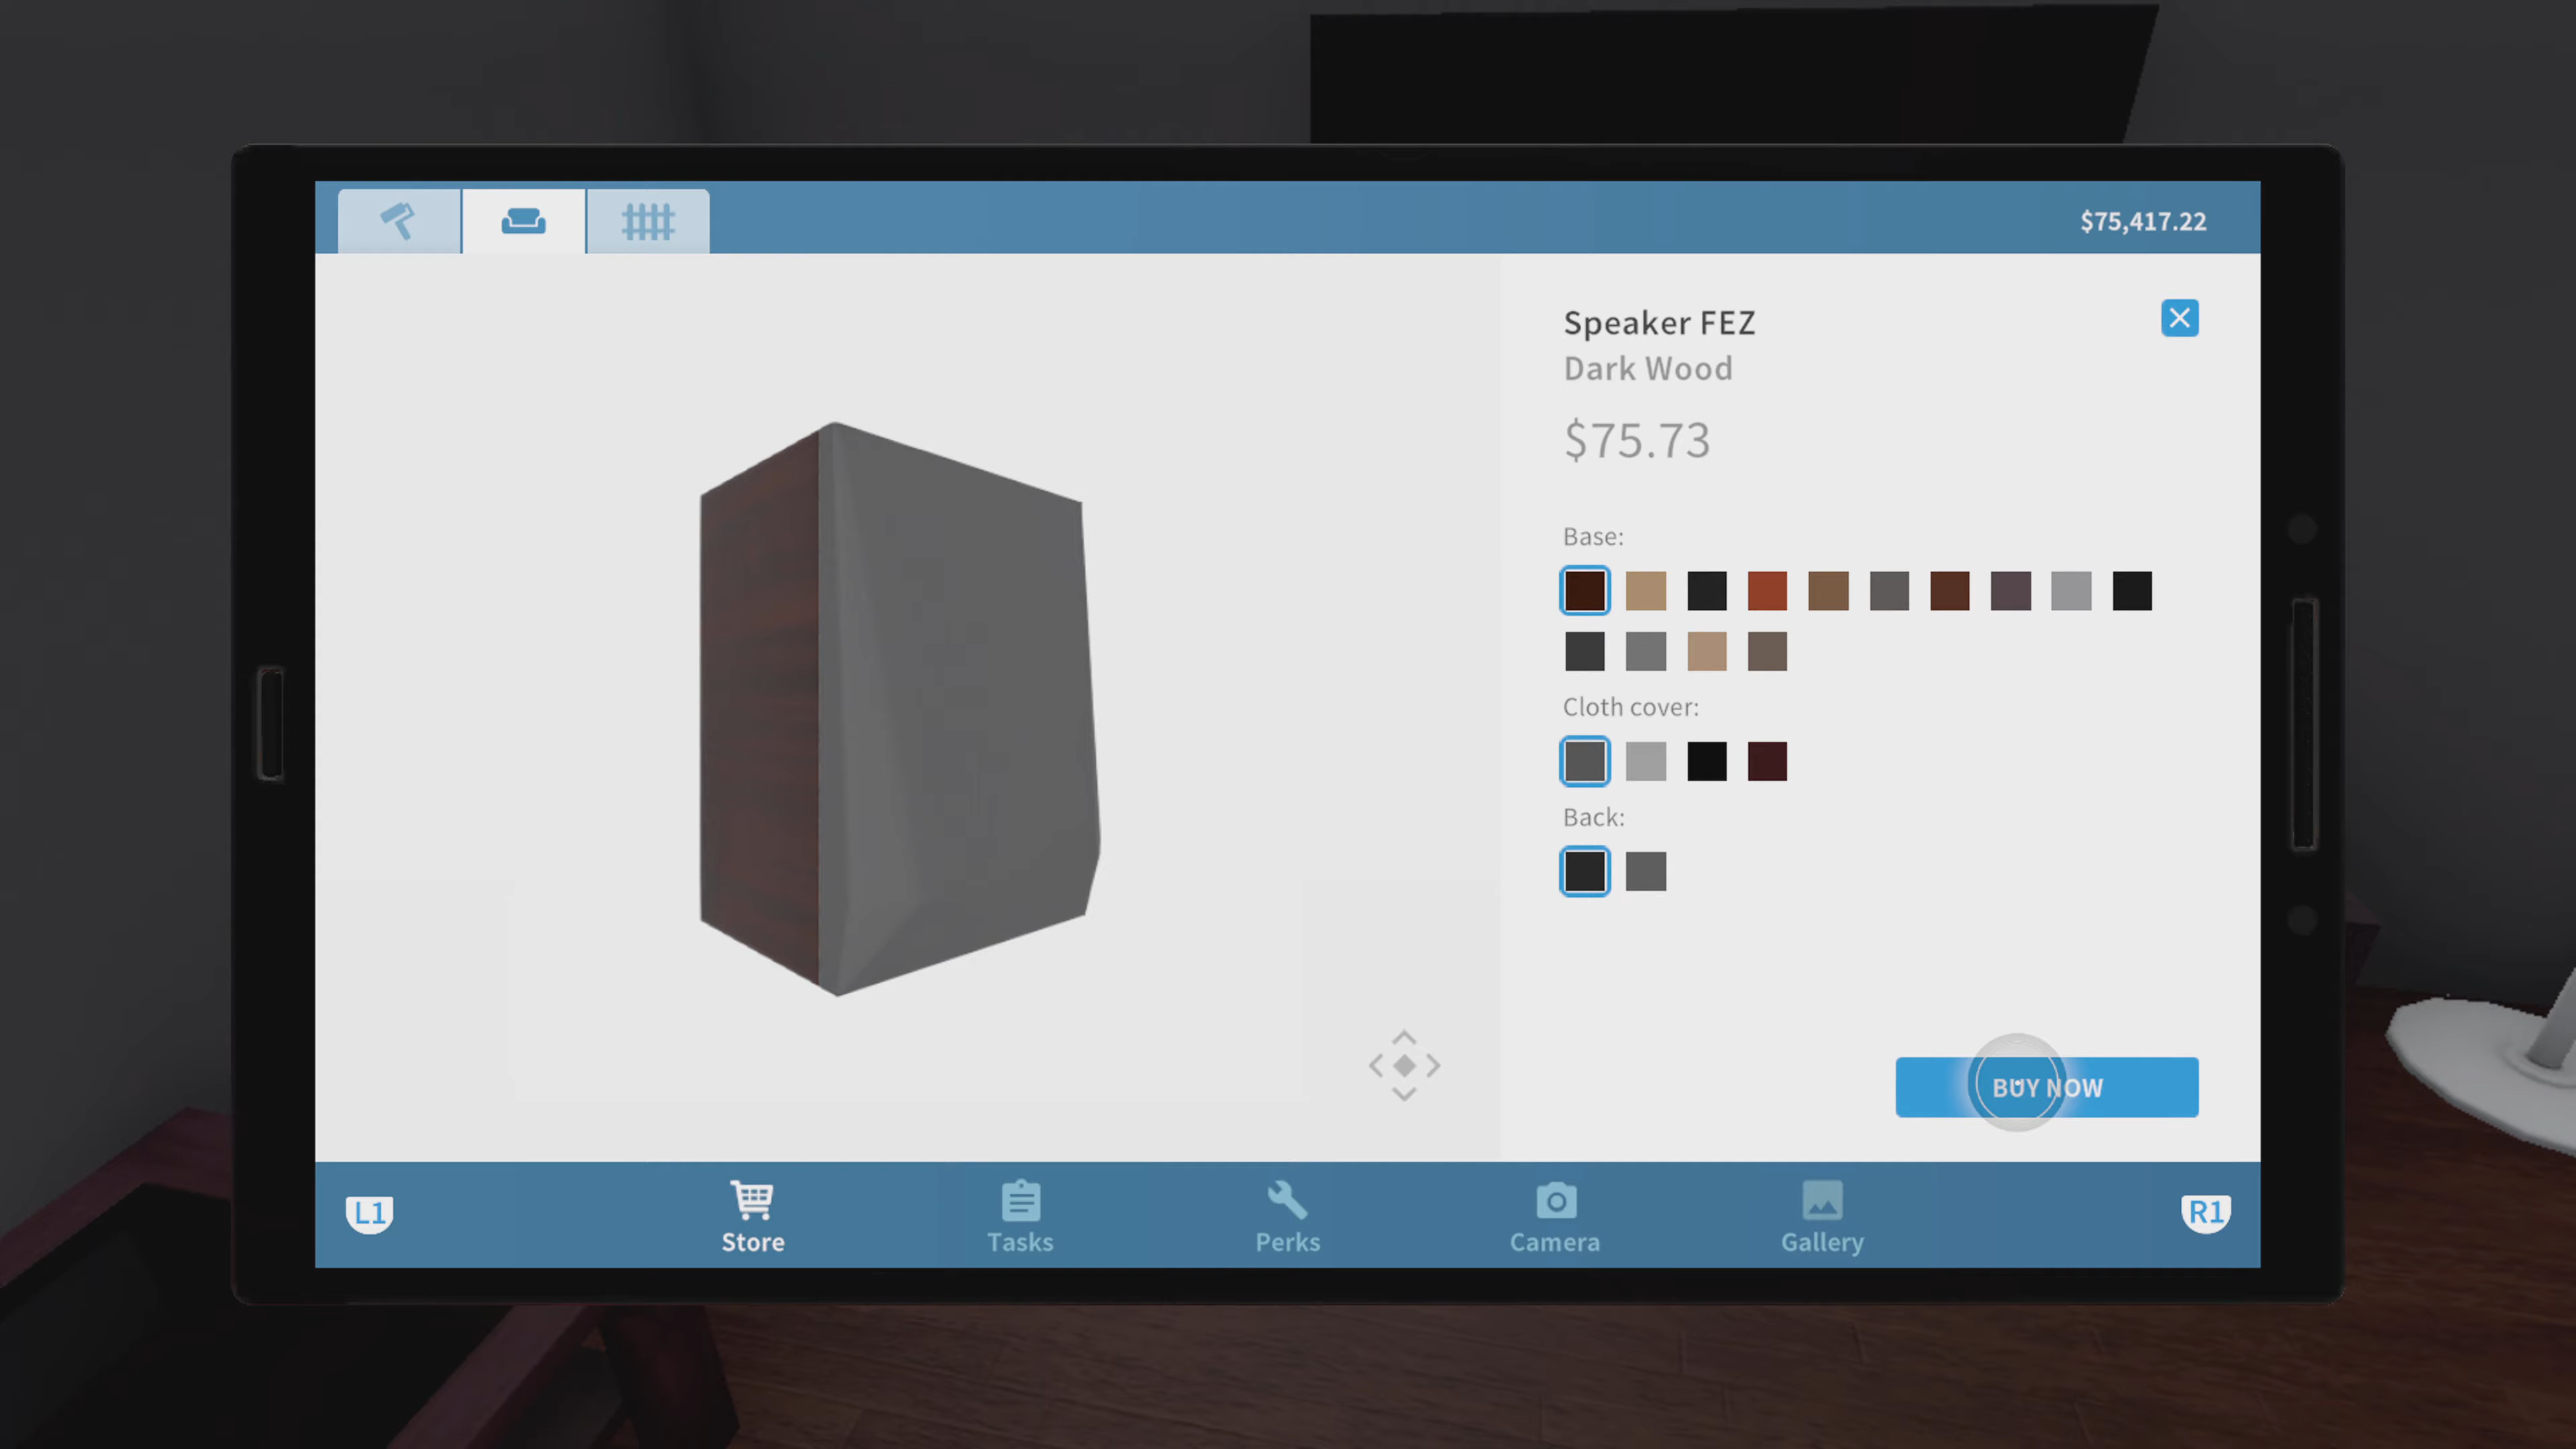 $75,417.22
Speaker FEZ
Dark Wood
$75.73
Base:
Cloth cover:
Back:
BUY NOW
L1
Store
Tasks
Perks
Camera
Gallery
R1